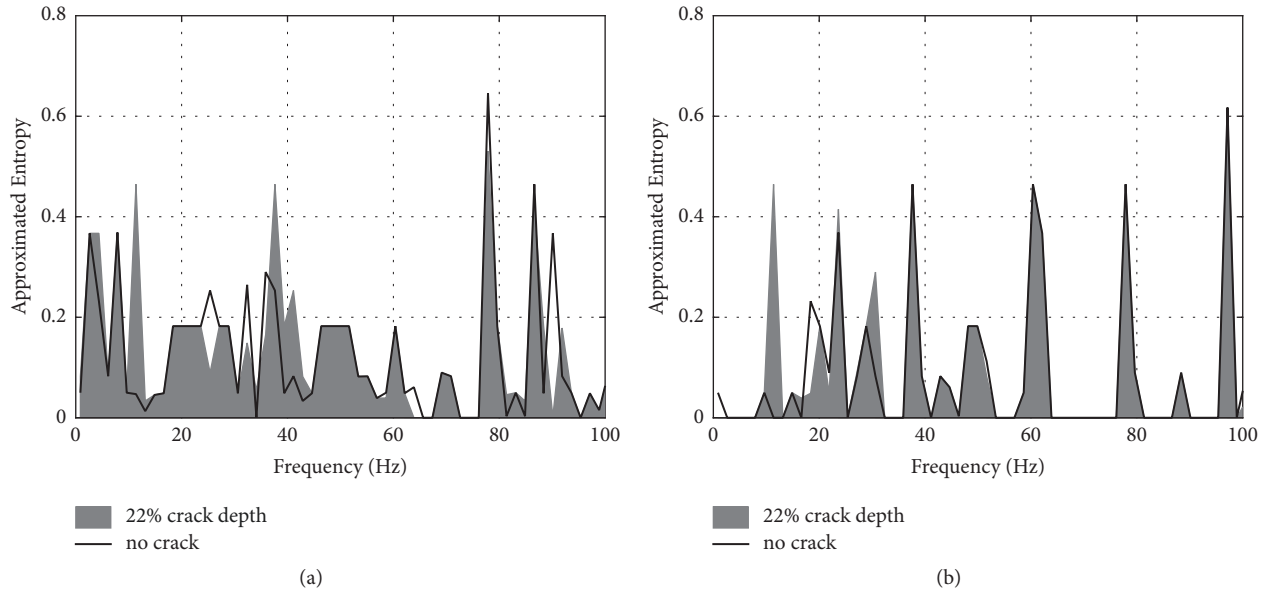 0.8
0.6
0.4
0.2
0
Approximated Entropy
0 20 40 60 80 100
Frequency (Hz)
22% crack depth
no crack
(a)
0.8
0.6
0.4
0.2
0
Approximated Entropy
0 20 40 60 80 100
Frequency (Hz)
22% crack depth
no crack
(b)